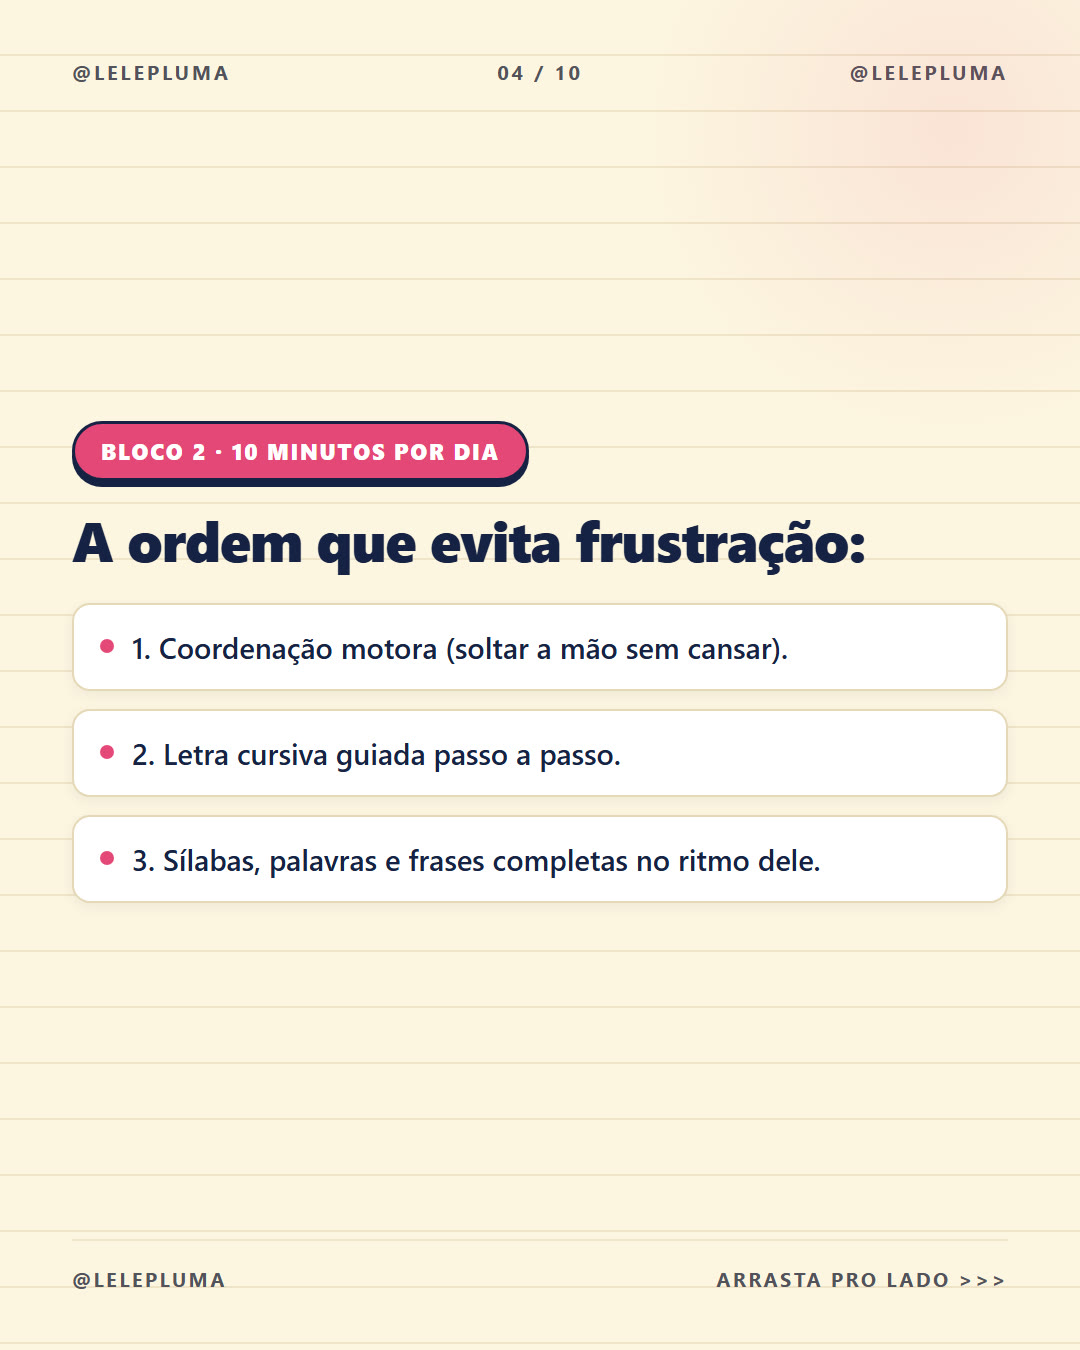 @LELEPLUMA 04 / 10 @LELEPLUMA
BLOCO 2 · 10 MINUTOS POR DIA
A ordem que evita frustração:
1. Coordenação motora (soltar a mão sem cansar).
2. Letra cursiva guiada passo a passo.
3. Sílabas, palavras e frases completas no ritmo dele.
@LELEPLUMA ARRASTA PRO LADO >>>